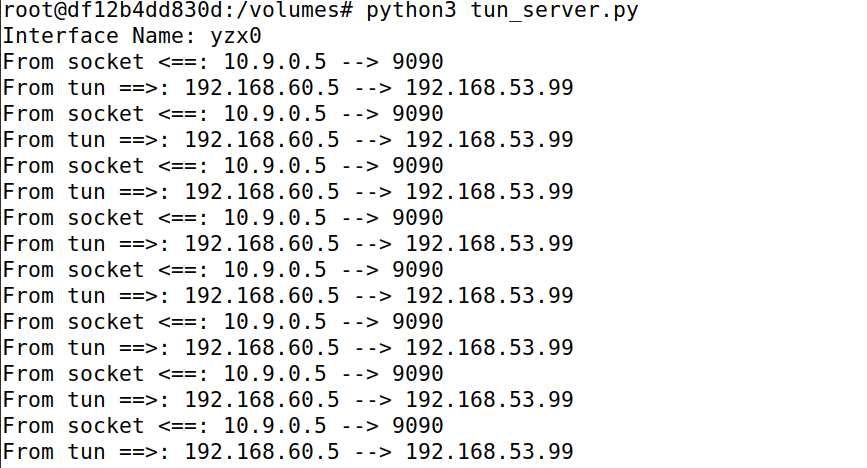 root@df12b4dd830d:/volumes# python3 tun_server.py
Interface Name: yzx0
From socket <==: 10.9.0.5 --> 9090
From tun ==>: 192.168.60.5 --> 192.168.53.99
From socket <==: 10.9.0.5 --> 9090
From tun ==>: 192.168.60.5 --> 192.168.53.99
From socket <==: 10.9.0.5 --> 9090
From tun ==>: 192.168.60.5 --> 192.168.53.99
From socket <==: 10.9.0.5 --> 9090
From tun ==>: 192.168.60.5 --> 192.168.53.99
From socket <==: 10.9.0.5 --> 9090
From tun ==>: 192.168.60.5 --> 192.168.53.99
From socket <==: 10.9.0.5 --> 9090
From tun ==>: 192.168.60.5 --> 192.168.53.99
From socket <==: 10.9.0.5 --> 9090
From tun ==>: 192.168.60.5 --> 192.168.53.99
From socket <==: 10.9.0.5 --> 9090
From tun ==>: 192.168.60.5 --> 192.168.53.99